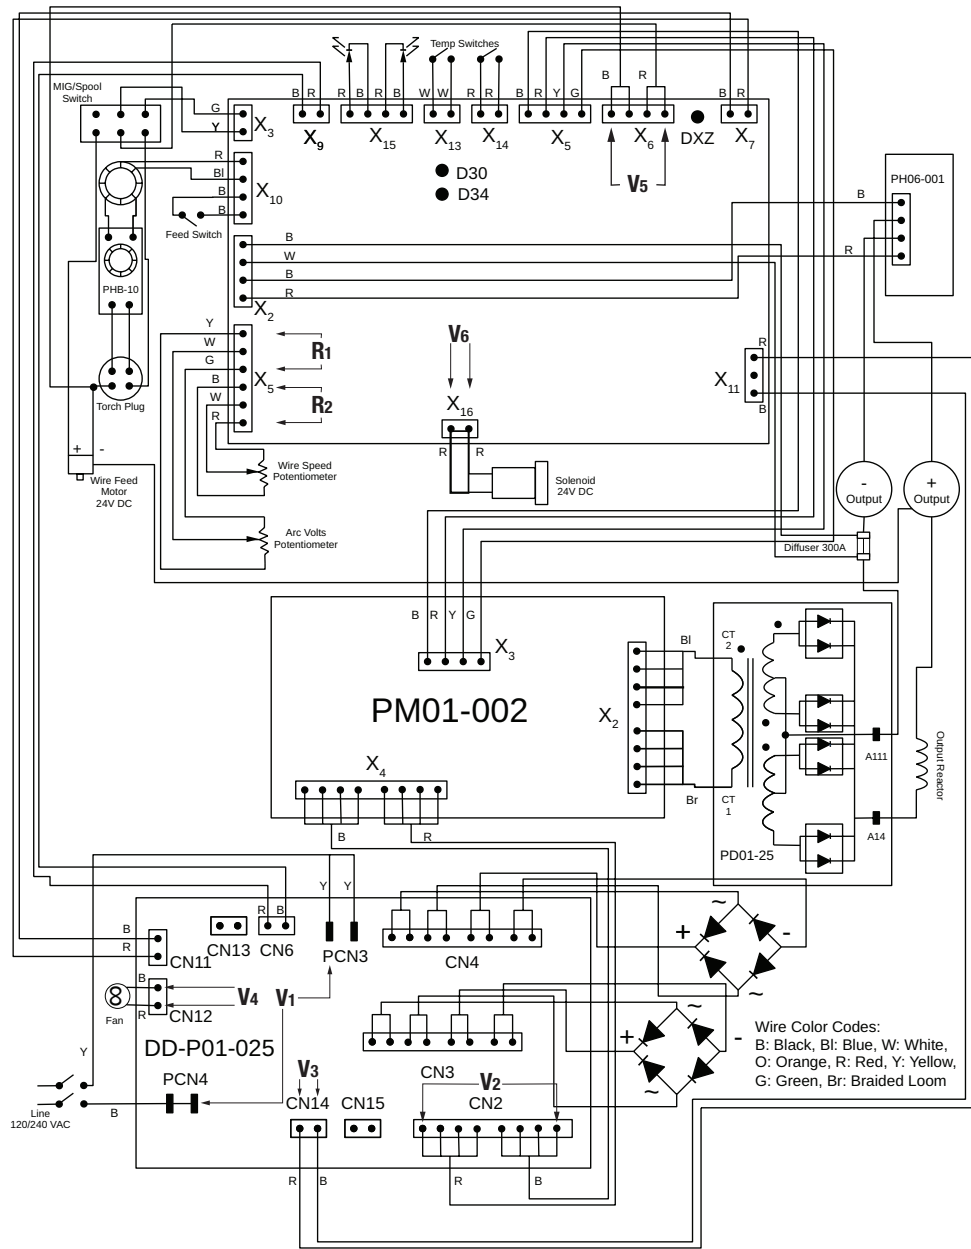 Temp Switches
MIG/Spool
Switch
B R
R B R B
W W
R R
B R Y G
B
R
B R
G
Y
X3
X9
X15
X13
X14
X5
X6
DXZ
X7
D30
D34
V5
R
Bl
B
B
X10
Feed Switch
PH06-001
B
R
B
W
B
R
X2
PHB-10
Y
W
G
B
W
R
X5
R1
R2
V6
X16
R
R
X11
R
B
Torch Plug
+
-
Wire Feed
Motor
24V DC
Wire Speed
Potentiometer
Solenoid
24V DC
-
Output
+
Output
Arc Volts
Potentiometer
Diffuser 300A
B R Y G
X3
PM01-002
X2
Bl
Br
CT
2
CT
1
A111
A14
PD01-25
Output Reactor
X4
B
R
Y
Y
R B
CN13
CN6
PCN3
CN4
+
-
~
~
B
R
CN11
B
R
CN12
Fan
V4
V1
DD-P01-025
PCN4
V3
CN14
CN15
CN3
V2
CN2
+
-
~
~
Wire Color Codes:
B: Black, Bl: Blue, W: White,
O: Orange, R: Red, Y: Yellow,
G: Green, Br: Braided Loom
Y
B
Line
120/240 VAC
R
B
R
B